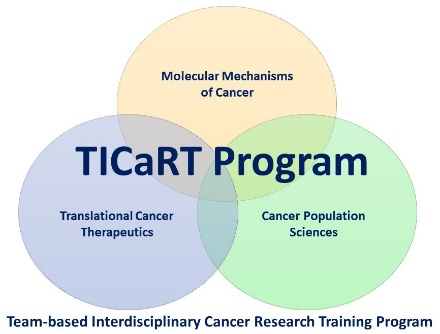 Molecular Mechanisms
of Cancer
TICaRT Program
Translational Cancer
Therapeutics
Cancer Population
Sciences
Team-based Interdisciplinary Cancer Research Training Program